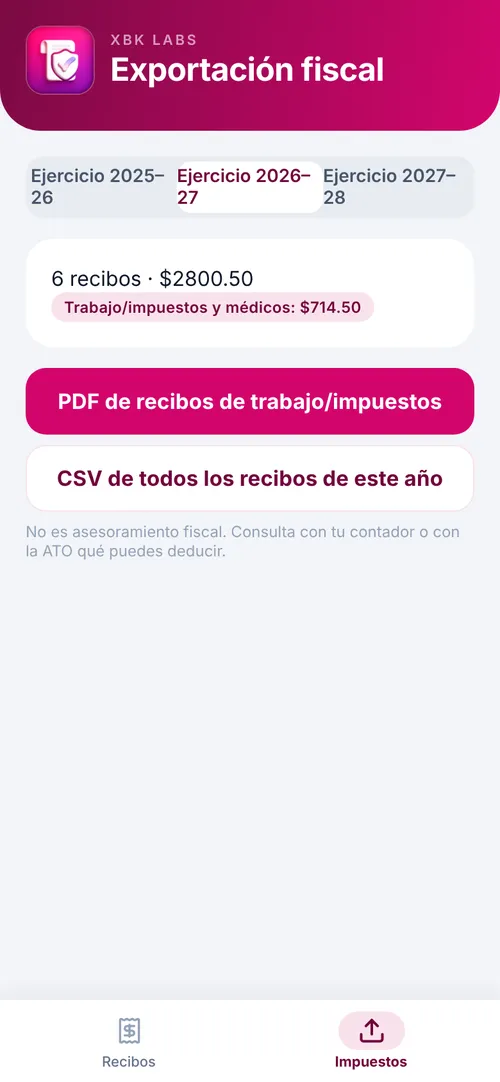 XBK LABS
Exportación fiscal
Ejercicio 2025–
26
Ejercicio 2026–
27
Ejercicio 2027–
28
6 recibos · $2800.50
Trabajo/impuestos y médicos: $714.50
PDF de recibos de trabajo/impuestos
CSV de todos los recibos de este año
No es asesoramiento fiscal. Consulta con tu contador o con
la ATO qué puedes deducir.
Recibos
Impuestos